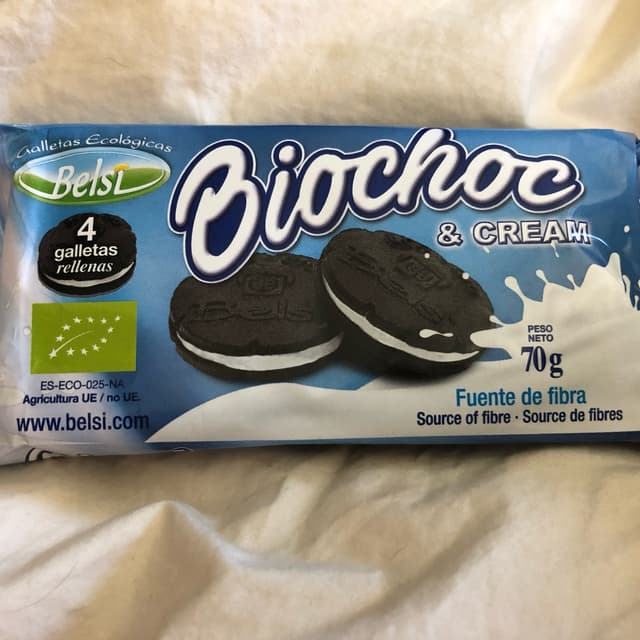 Galletas Ecológicas
Belsi
Biochoc
& CREAM
4
galletas
rellenas
Belsi
PESO
NETO
70g
ES-ECO-025-NA
Agricultura UE / no UE.
www.belsi.com
Fuente de fibra
Source of fibre · Source de fibres